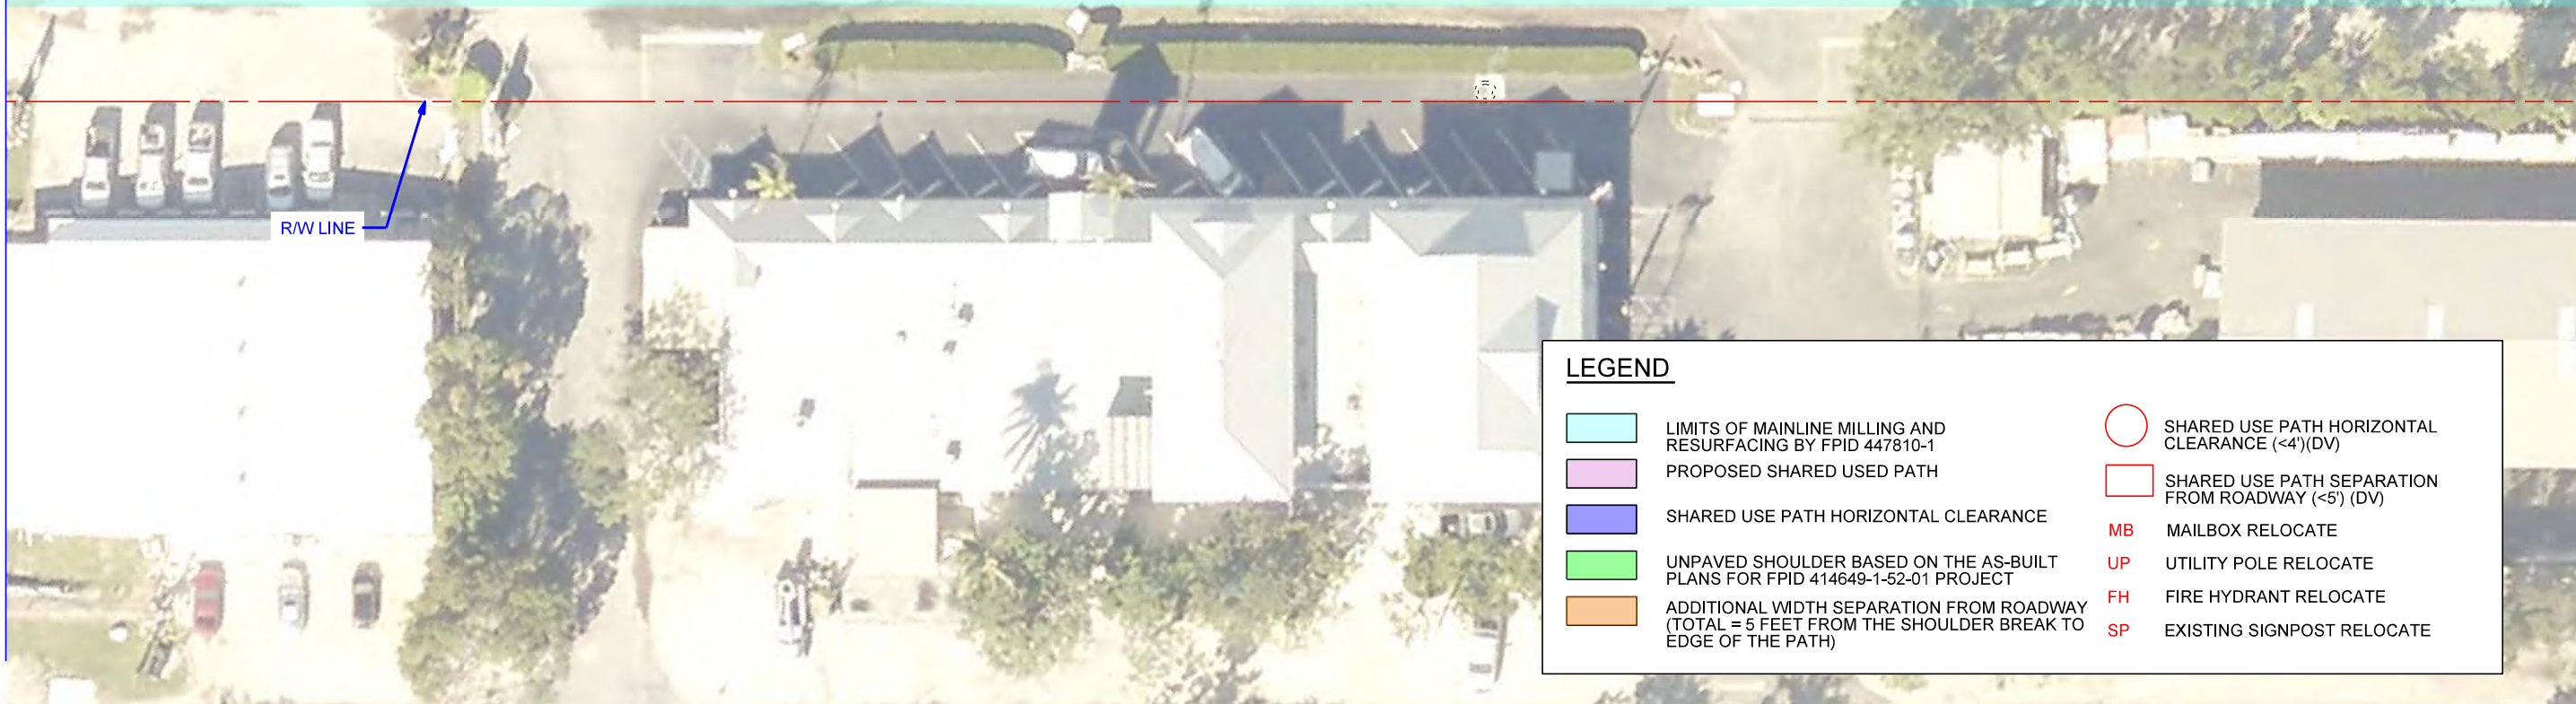 R/W LINE
LEGEND
LIMITS OF MAINLINE MILLING AND
RESURFACING BY FPID 447810-1
PROPOSED SHARED USED PATH
SHARED USE PATH HORIZONTAL CLEARANCE
UNPAVED SHOULDER BASED ON THE AS-BUILT
PLANS FOR FPID 414649-1-52-01 PROJECT
ADDITIONAL WIDTH SEPARATION FROM ROADWAY
(TOTAL = 5 FEET FROM THE SHOULDER BREAK TO
EDGE OF THE PATH)
SHARED USE PATH HORIZONTAL
CLEARANCE (<4')(DV)
SHARED USE PATH SEPARATION
FROM ROADWAY (<5') (DV)
MB MAILBOX RELOCATE
UP UTILITY POLE RELOCATE
FH FIRE HYDRANT RELOCATE
SP EXISTING SIGNPOST RELOCATE